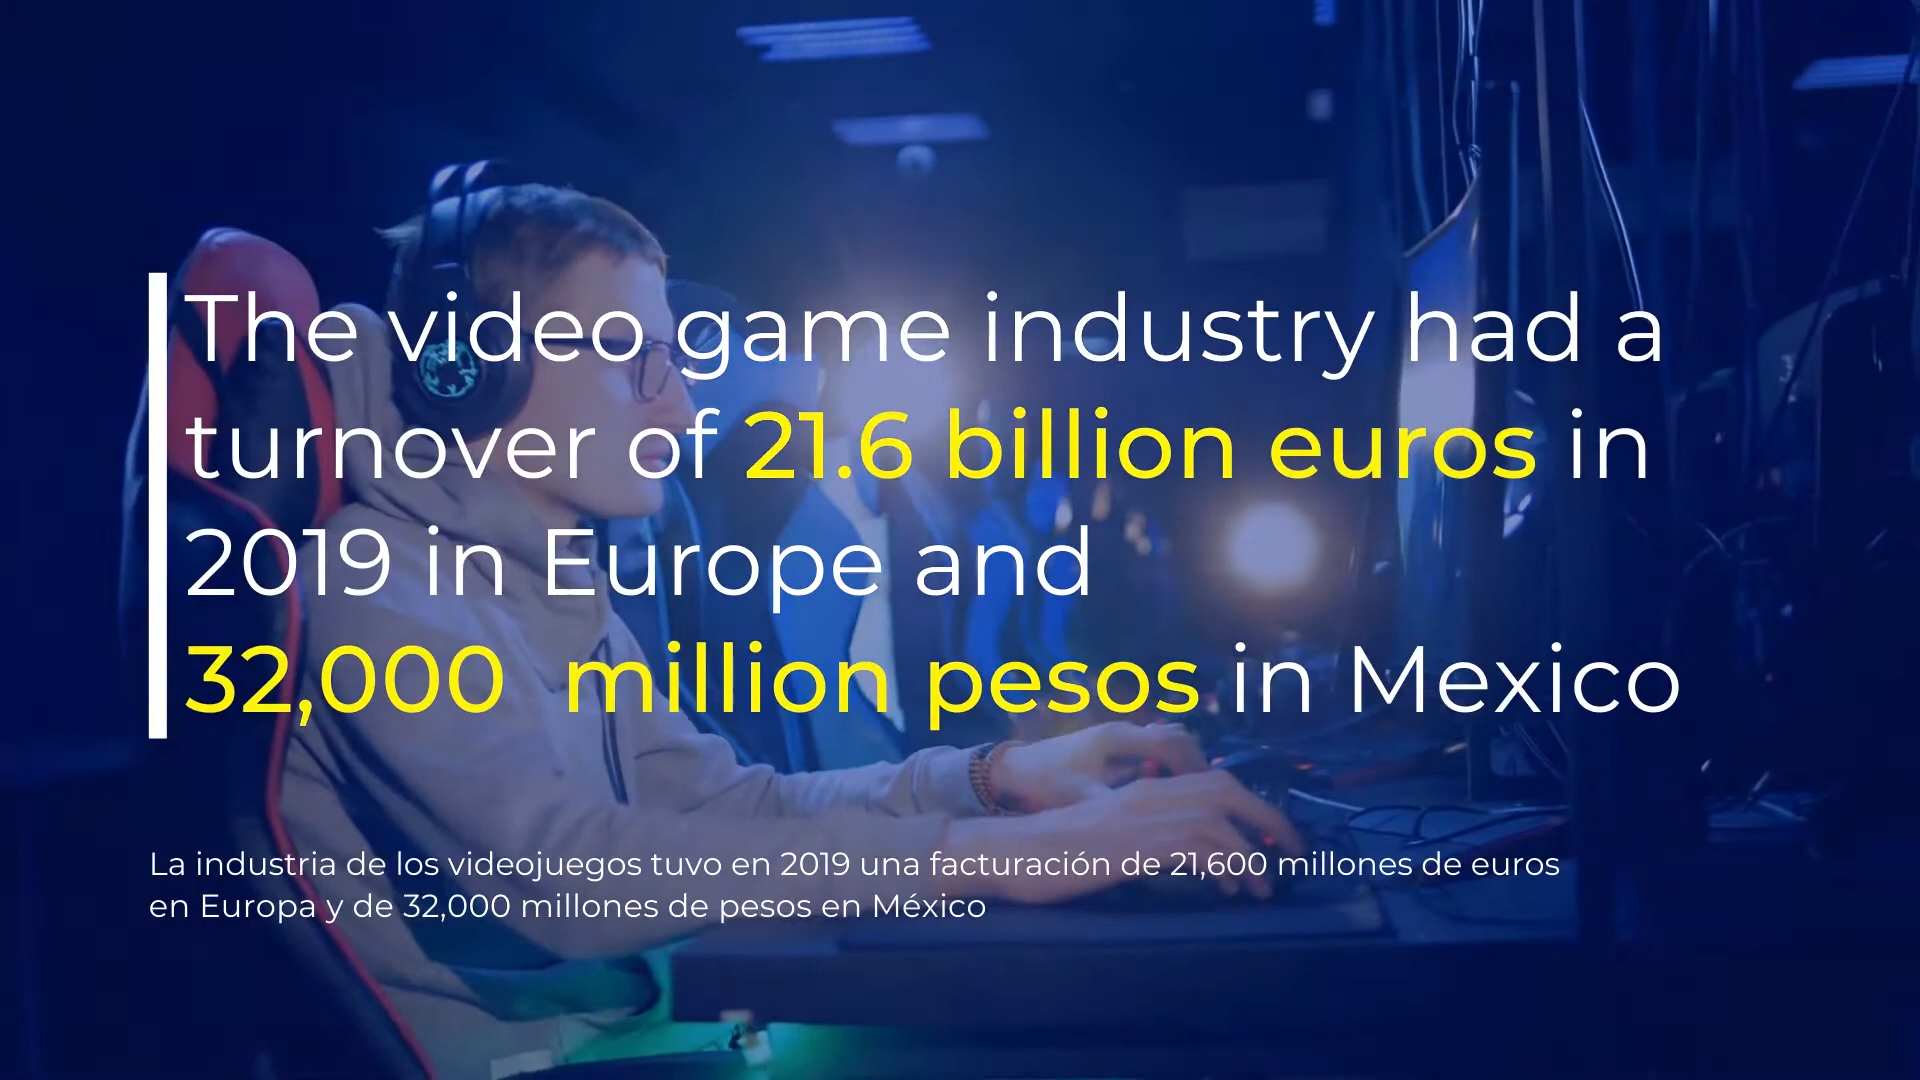 The video game industry had a
turnover of 21.6 billion euros in
2019 in Europe and
32,000  million pesos in Mexico
La industria de los videojuegos tuvo en 2019 una facturación de 21,600 millones de euros
en Europa y de 32,000 millones de pesos en México